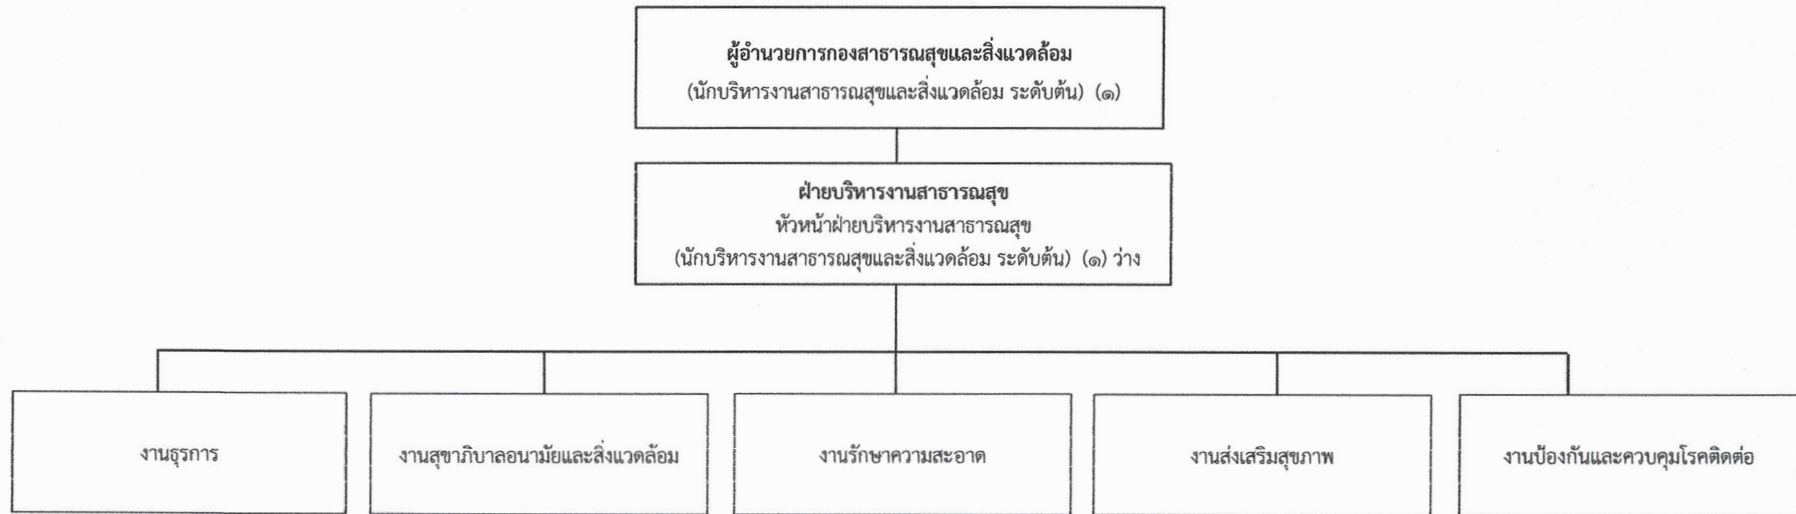 ผู้อำนวยการกองสาธารณสุขและสิ่งแวดล้อม
(นักบริหารงานสาธารณสุขและสิ่งแวดล้อม ระดับต้น) (๑)
ฝ่ายบริหารงานสาธารณสุข
หัวหน้าฝ่ายบริหารงานสาธารณสุข
(นักบริหารงานสาธารณสุขและสิ่งแวดล้อม ระดับต้น) (๑) ว่าง
งานธุรการ
งานสุขาภิบาลอนามัยและสิ่งแวดล้อม
งานรักษาความสะอาด
งานส่งเสริมสุขภาพ
งานป้องกันและควบคุมโรคติดต่อ